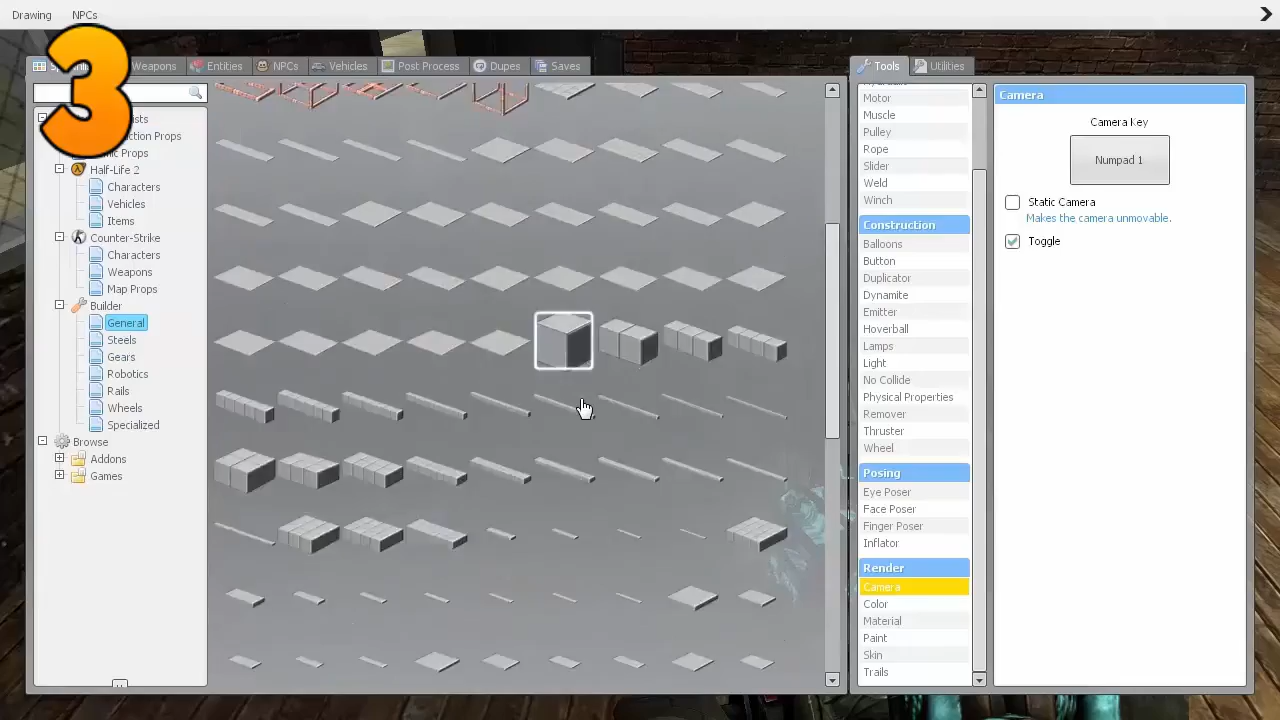 Drawing NPCs
3
Weapons Entities NPCs Vehicles Post Process Dupes Saves
Tools Utilities
Half-Life 2
Characters
Vehicles
Items
Counter-Strike
Characters
Weapons
Map Props
Builder
General
Steels
Gears
Robotics
Rails
Wheels
Specialized
Browse
Addons
Games
Motor
Muscle
Pulley
Rope
Slider
Weld
Winch
Construction
Balloons
Button
Duplicator
Dynamite
Emitter
Hoverball
Lamps
Light
No Collide
Physical Properties
Remover
Thruster
Wheel
Posing
Eye Poser
Face Poser
Finger Poser
Inflator
Render
Camera
Color
Material
Paint
Skin
Trails
Camera
Camera Key
Numpad 1
Static Camera
Makes the camera unmovable.
Toggle